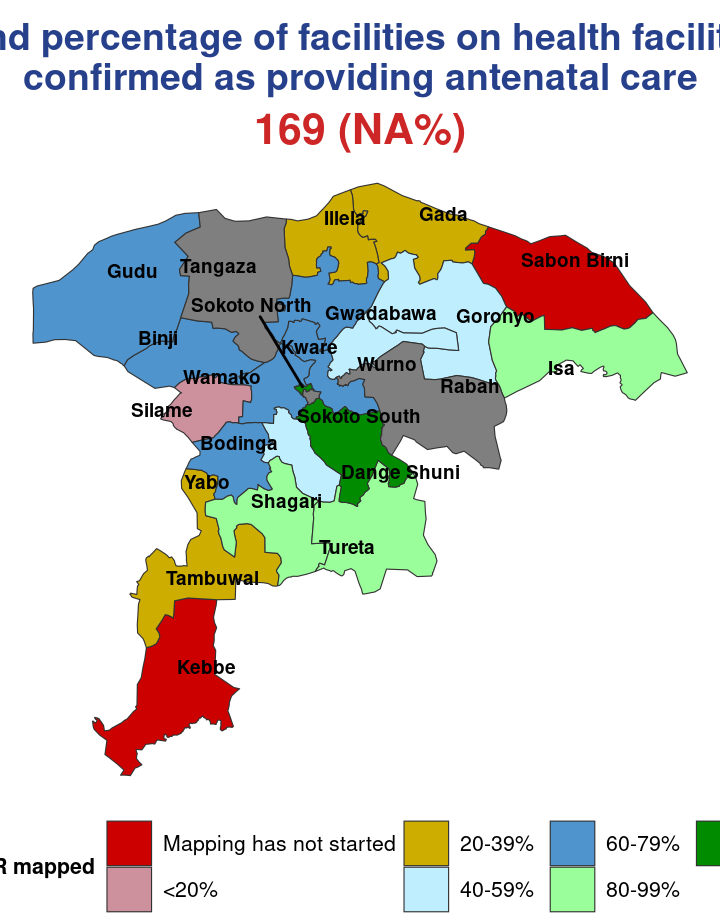 percentage of facilities on health
confirmed as providing antenatal care
169 (NA%)
Illela
Gada
Sabon Birni
Gudu
Tangaza
Sokoto North
Gwadabawa
Goronyo
Binji
Kware
Wurno
Isa
Wamako
Rabah
Silame
Sokoto South
Bodinga
Yabo
Dange Shuni
Shagari
Tureta
Tambuwal
Kebbe
mapped
Mapping has not started
20-39%
60-79%
<20%
40-59%
80-99%